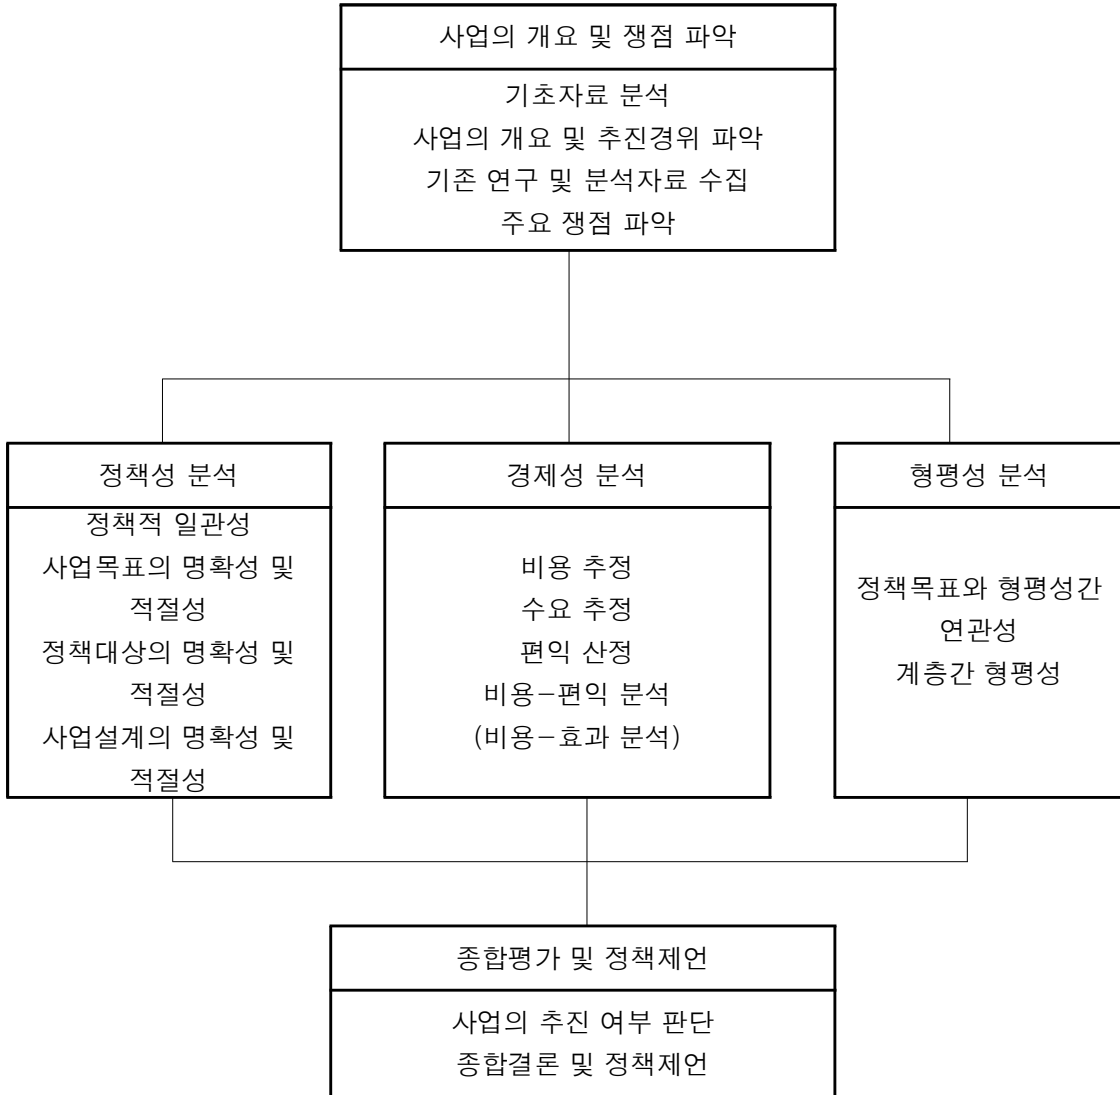 사업의 개요 및 쟁점 파악
기초자료 분석
사업의 개요 및 추진경위 파악
기존 연구 및 분석자료 수집
주요 쟁점 파악
정책성 분석
정책적 일관성
사업목표의 명확성 및
적절성
정책대상의 명확성 및
적절성
사업설계의 명확성 및
적절성
경제성 분석
비용 추정
수요 추정
편익 산정
비용-편익 분석
(비용-효과 분석)
형평성 분석
정책목표와 형평성간
연관성
계층간 형평성
종합평가 및 정책제언
사업의 추진 여부 판단
종합결론 및 정책제언